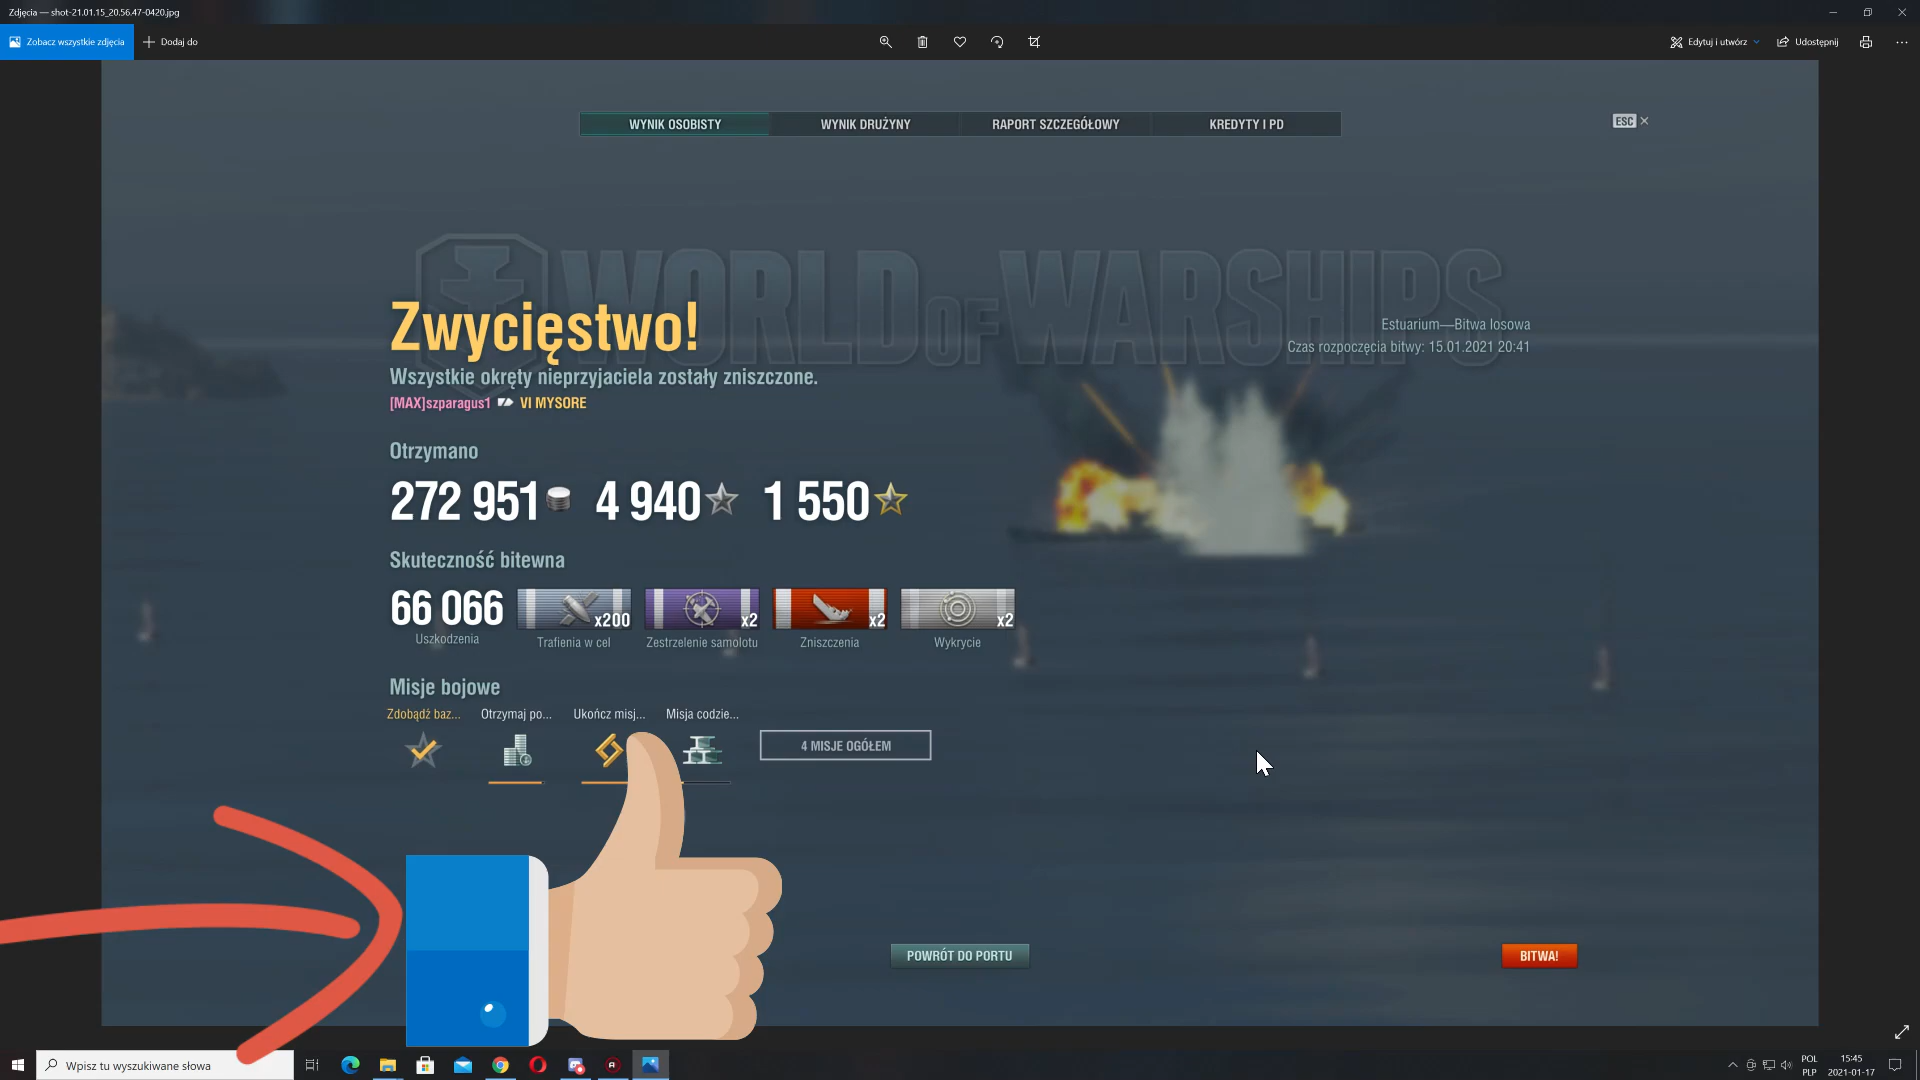 Zdjęcia — shot-21.01.15_20.56.47-0420.jpg
Zobacz wszystkie zdjęcia
Dodaj do
Edytuj i utwórz
Udostępnij
WYNIK OSOBISTY
WYNIK DRUŻYNY
RAPORT SZCZEGÓŁOWY
KREDYTY I PD
ESC
WORLD OF WARSHIPS
Zwycięstwo!
Estuarium—Bitwa losowa
Czas rozpoczęcia bitwy: 15.01.2021 20:41
Wszystkie okręty nieprzyjaciela zostały zniszczone.
[MAX]szparagus1 VI MYSORE
Otrzymano
272 951 4 940 1 550
Skuteczność bitewna
66 066 x200 x2 x2 x2
Uszkodzenia Trafienia w cel Zestrzelenie samolotu Zniszczenia Wykrycie
Misje bojowe
Zdobądź baz... Otrzymaj po... Ukończ misj... Misja codzie...
4 MISJE OGÓŁEM
POWRÓT DO PORTU
BITWA!
Wpisz tu wyszukiwane słowa
POL
PLP
15:45
2021-01-17